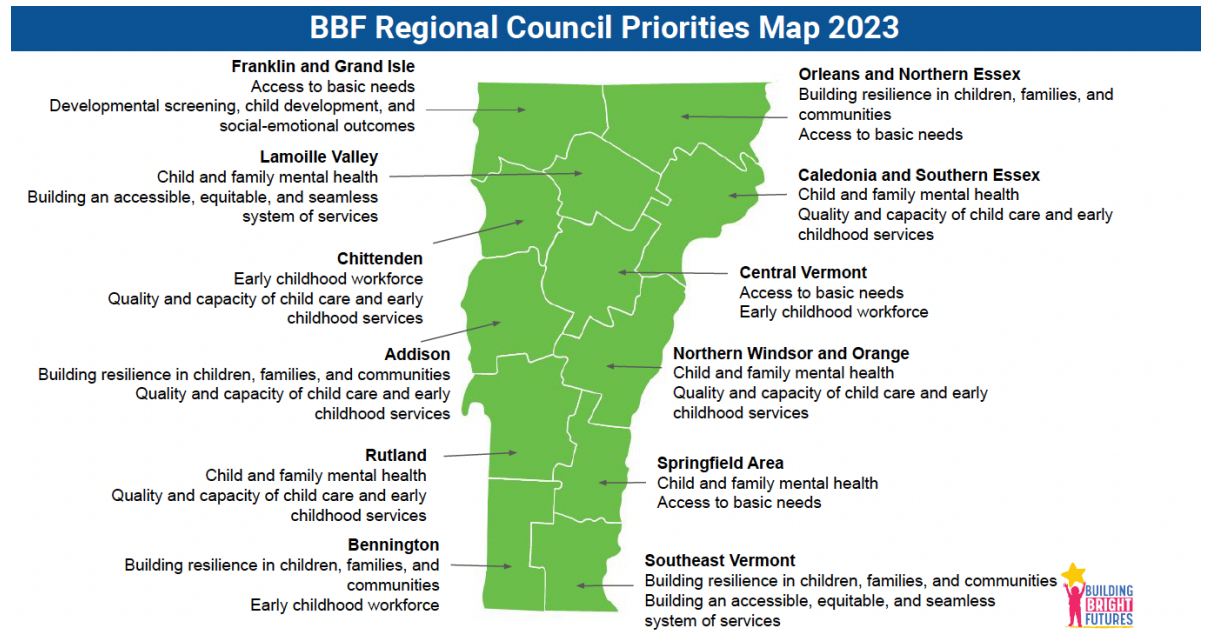 BBF Regional Council Priorities Map 2023
Franklin and Grand Isle
Access to basic needs
Developmental screening, child development, and
social-emotional outcomes
Lamoille Valley
Child and family mental health
Building an accessible, equitable, and seamless
system of services
Chittenden
Early childhood workforce
Quality and capacity of child care and early
childhood services
Addison
Building resilience in children, families, and communities
Quality and capacity of child care and early
childhood services
Rutland
Child and family mental health
Quality and capacity of child care and early
childhood services
Bennington
Building resilience in children, families, and
communities
Early childhood workforce
Orleans and Northern Essex
Building resilience in children, families, and
communities
Access to basic needs
Caledonia and Southern Essex
Child and family mental health
Quality and capacity of child care and early
childhood services
Central Vermont
Access to basic needs
Early childhood workforce
Northern Windsor and Orange
Child and family mental health
Quality and capacity of child care and early
childhood services
Springfield Area
Child and family mental health
Access to basic needs
Southeast Vermont
Building resilience in children, families, and communities
Building an accessible, equitable, and seamless
system of services
BUILDING
BRIGHT
FUTURES